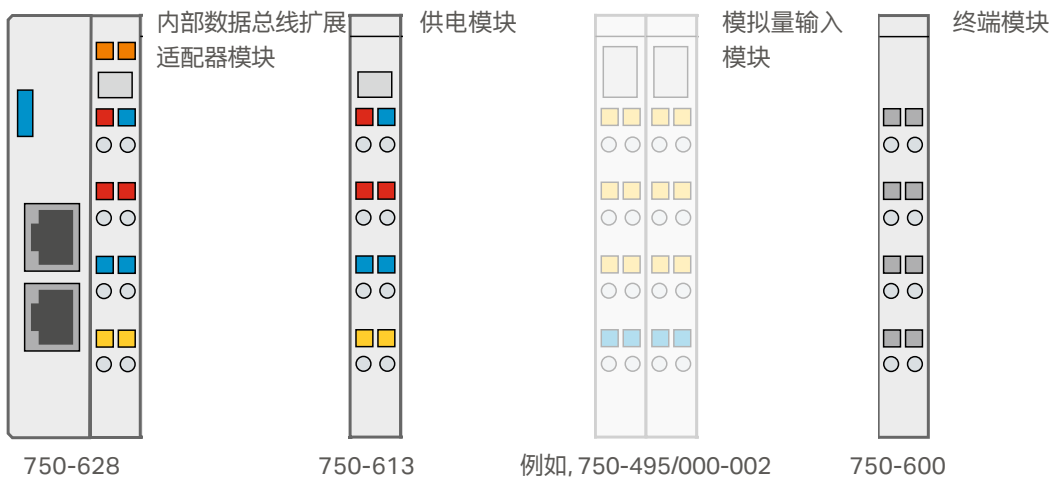 内部数据总线扩展
适配器模块
供电模块
模拟量输入
模块
终端模块
750-628
750-613
例如, 750-495/000-002
750-600